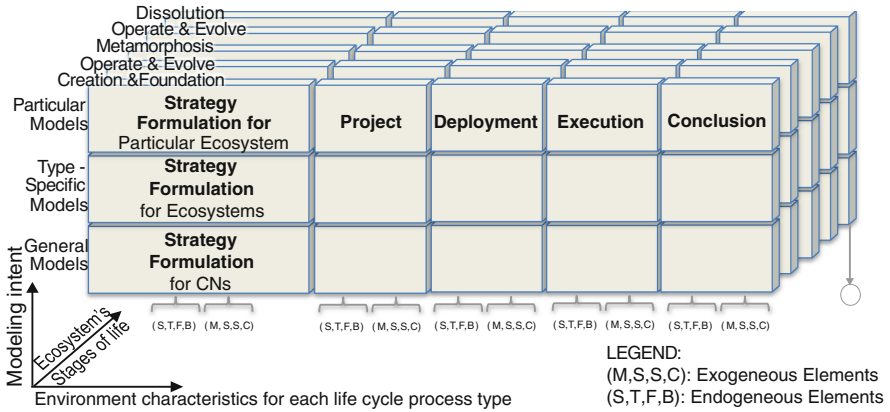 Dissolution
Operate & Evolve
Metamorphosis
Operate & Evolve
Creation &Foundation
Particular
Models
Strategy
Formulation for
Particular Ecosystem
Project
Deployment
Execution
Conclusion
Type -
Specific
Models
Strategy
Formulation
for Ecosystems
General
Models
Strategy
Formulation
for CNs
(S,T,F,B) (M, S,S,C) (S,T,F,B) (M, S,S,C) (S,T,F,B) (M, S,S,C) (S,T,F,B) (M, S,S,C) (S,T,F,B) (M, S,S,C)
Modeling intent
Ecosystem's
Stages of life
Environment characteristics for each life cycle process type
LEGEND:
(M,S,S,C): Exogeneous Elements
(S,T,F,B): Endogeneous Elements